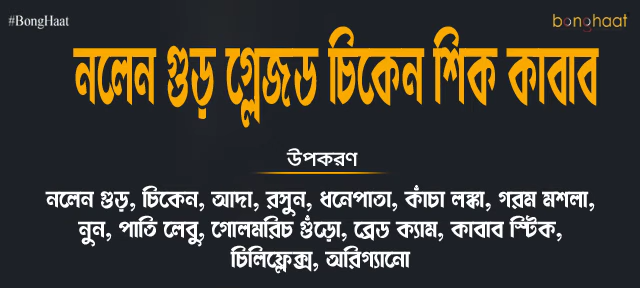 #BongHaat
bonghaat
নলেন গুড় গ্লেজড চিকেন শিক কাবাব
উপকরণ
নলেন গুড়, চিকেন, আদা, রসুন, ধনেপাতা, কাঁচা লঙ্কা, গরম মশলা,
নুন, পাতি লেবু, গোলমরিচ গুঁড়ো, ব্রেড ক্যাম, কাবাব স্টিক,
চিলিফ্লেক্স, অরিগ্যানো